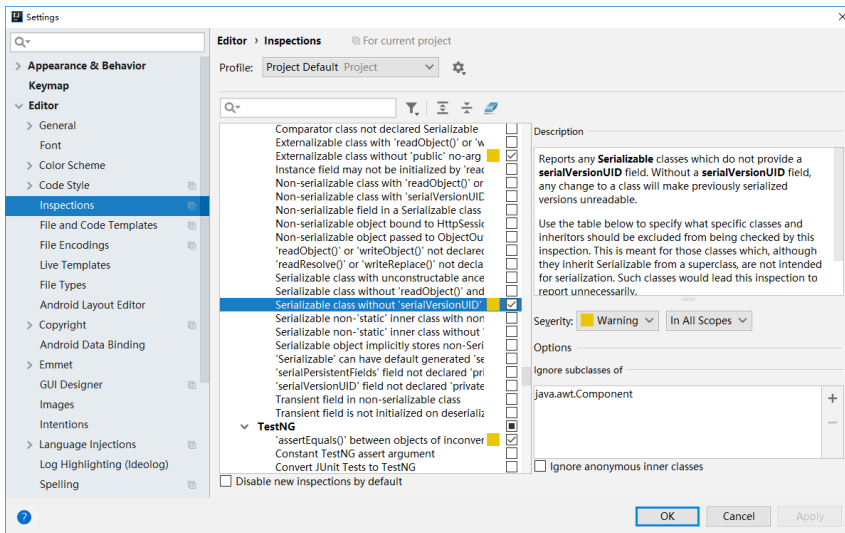 Settings
Appearance & Behavior
Keymap
Editor
General
Font
Color Scheme
Code Style
Inspections
File and Code Templates
File Encodings
Live Templates
File Types
Android Layout Editor
Copyright
Android Data Binding
Emmet
GUI Designer
Images
Intentions
Language Injections
Log Highlighting (Ideolog)
Spelling
Editor › Inspections For current project
Profile: Project Default Project
Comparator class not declared Serializable
Externalizable class with 'readObject()' or 'w
Externalizable class without 'public' no-arg
Instance field may not be initialized by 'read
Non-serializable class with 'readObject()' or
Non-serializable class with 'serialVersionUID
Non-serializable field in a Serializable class
Non-serializable object bound to HttpSessic
Non-serializable object passed to ObjectOu
'readObject()' or 'writeObject()' not declared
'readResolve()' or 'writeReplace()' not decla
Serializable class with unconstructable ance
Serializable class without 'readObject()' and
Serializable class without 'serialVersionUID'
Serializable non-'static' inner class with non
Serializable non-'static' inner class without '
Serializable object implicitly stores non-Seri
'Serializable' can have default generated 'se
'serialPersistentFields' field not declared 'pri
'serialVersionUID' field not declared 'private
Transient field in non-serializable class
Transient field is not initialized on deserializ
TestNG
'assertEquals()' between objects of inconver
Constant TestNG assert argument
Convert JUnit Tests to TestNG
Disable new inspections by default
Description
Reports any Serializable classes which do not provide a
serialVersionUID field. Without a serialVersionUID field,
any change to a class will make previously serialized
versions unreadable.
Use the table below to specify what specific classes and
inheritors should be excluded from being checked by this
inspection. This is meant for those classes which, although
they inherit Serializable from a superclass, are not intended
for serialization. Such classes would lead this inspection to
report unnecessarily.
Severity: Warning In All Scopes
Options
Ignore subclasses of
java.awt.Component
Ignore anonymous inner classes
OK Cancel Apply